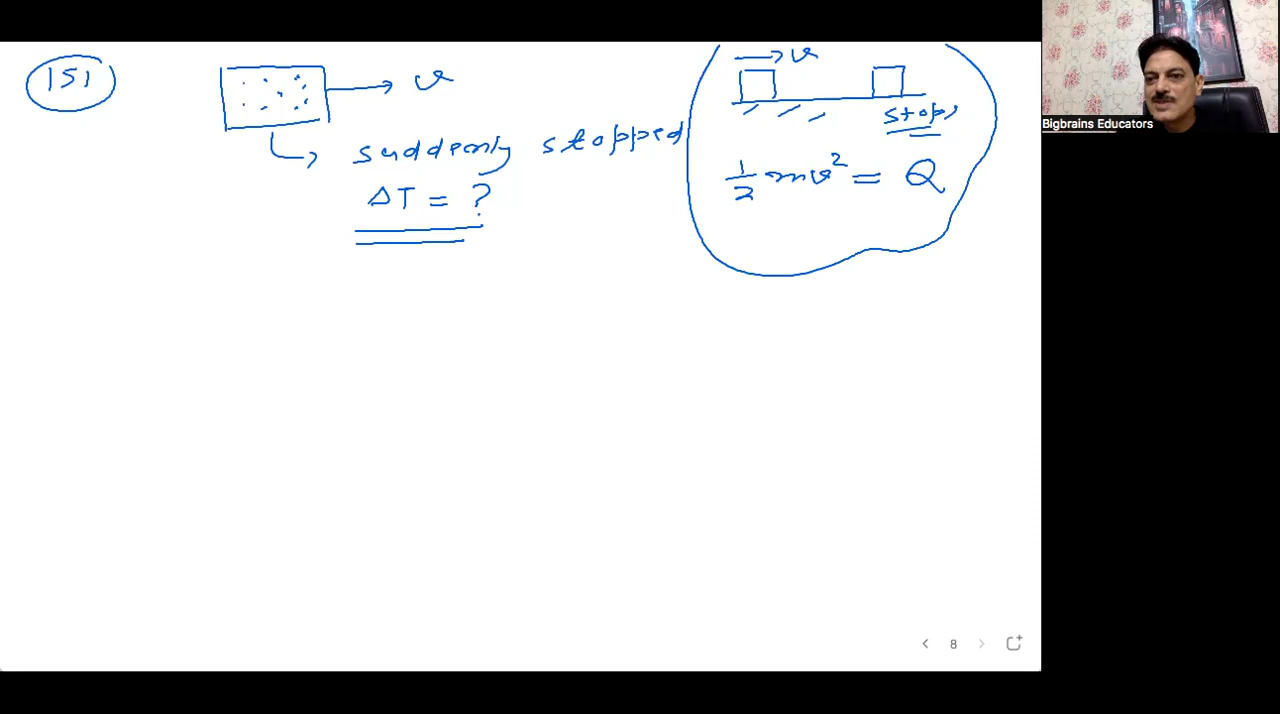 151
v
suddenly stopped
ΔT = ?
v
stops
1/2 mv² = Q
Bigbrains Educators
8